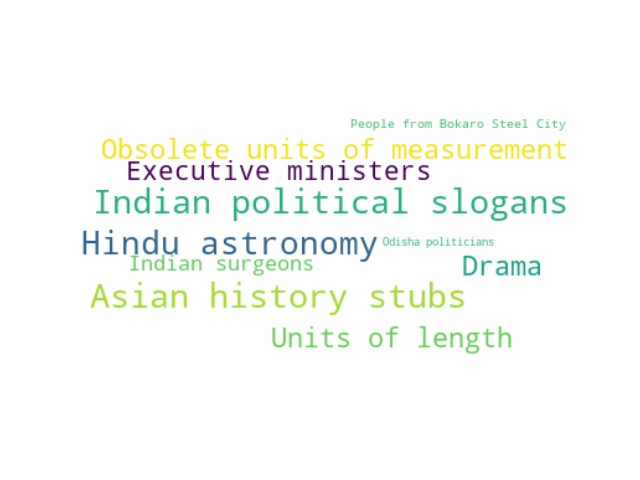 People from Bokaro Steel City
Obsolete units of measurement
Executive ministers
Indian political slogans
Hindu astronomy
Odisha politicians
Indian surgeons
Drama
Asian history stubs
Units of length